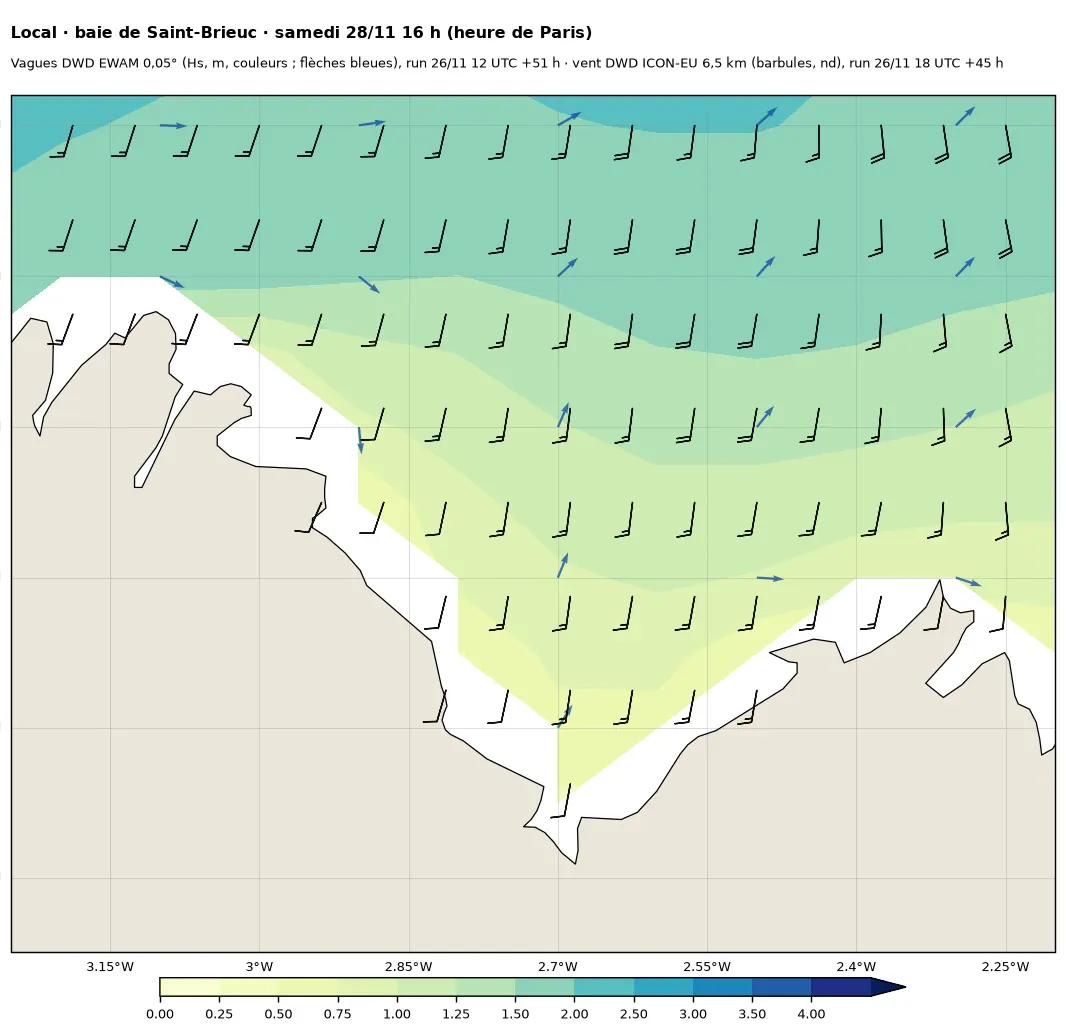 Local · baie de Saint-Brieuc · samedi 28/11 16 h (heure de Paris)
Vagues DWD EWAM 0,05° (Hs, m, couleurs ; flèches bleues), run 26/11 12 UTC +51 h · vent DWD ICON-EU 6,5 km (barbules, nd), run 26/11 18 UTC +45 h
3.15°W 3°W 2.85°W 2.7°W 2.55°W 2.4°W 2.25°W
0.00 0.25 0.50 0.75 1.00 1.25 1.50 2.00 2.50 3.00 3.50 4.00